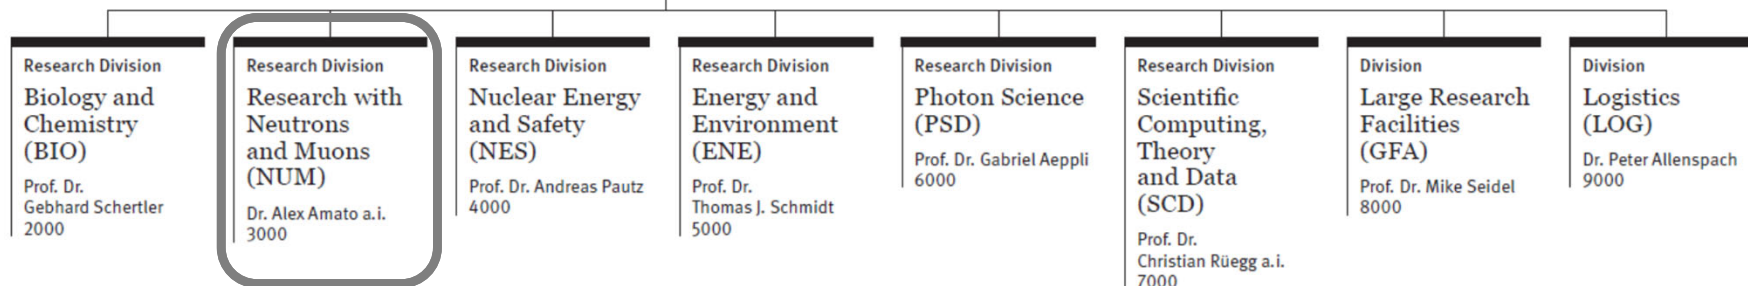 Research Division
Biology and
Chemistry
(BIO)
Prof. Dr.
Gebhard Schertler
2000
Research Division
Research with
Neutrons
and Muons
(NUM)
Dr. Alex Amato a.i.
3000
Research Division
Nuclear Energy
and Safety
(NES)
Prof. Dr. Andreas Pautz
4000
Research Division
Energy and
Environment
(ENE)
Prof. Dr.
Thomas J. Schmidt
5000
Research Division
Photon Science
(PSD)
Prof. Dr. Gabriel Aeppli
6000
Research Division
Scientific
Computing,
Theory
and Data
(SCD)
Prof. Dr.
Christian Rüegg a.i.
7000
Division
Large Research
Facilities
(GFA)
Prof. Dr. Mike Seidel
8000
Division
Logistics
(LOG)
Dr. Peter Allenspach
9000